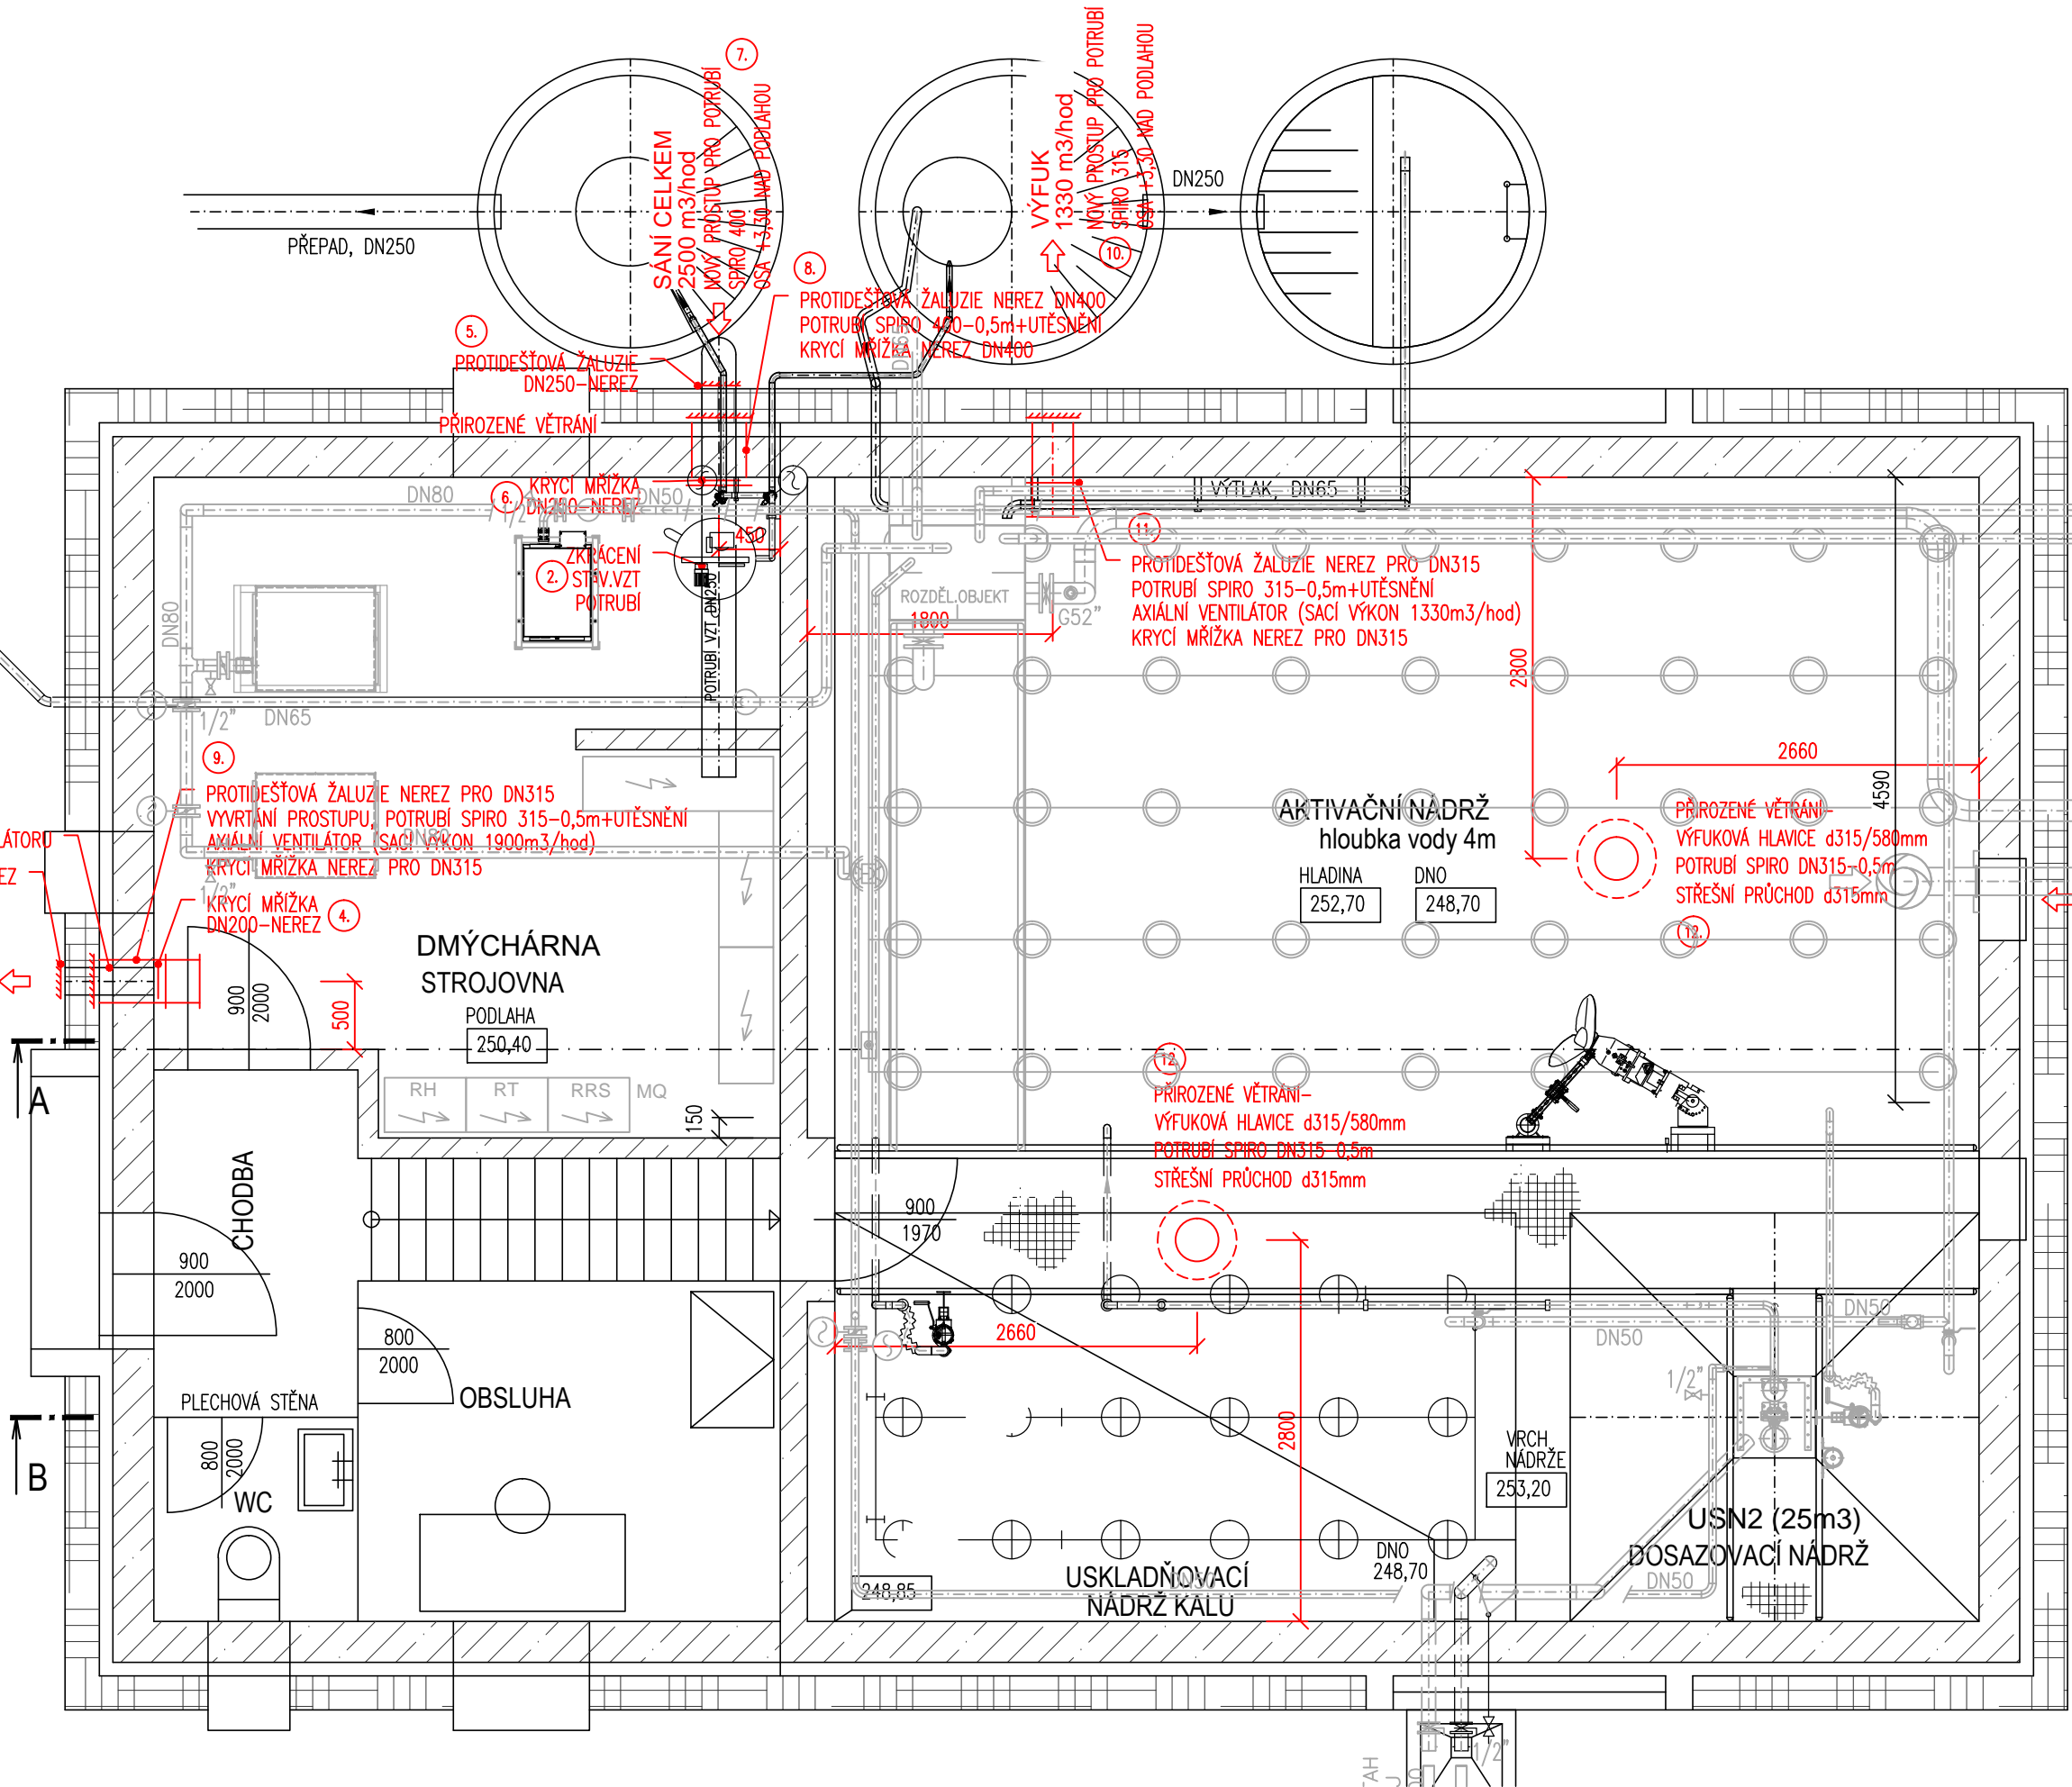 7.
SÁNÍ CELKEM
2500 m3/hod
NOVÝ PROSTUP PRO POTRUBÍ
SPIRO 400
OSA +3,30 NAD PODLAHOU
VÝFUK
1330 m3/hod
NOVÝ PROSTUP PRO POTRUBÍ
SPIRO 315
OSA +3,30 NAD PODLAHOU
10.
DN250
PŘEPAD, DN250
8.
PROTIDEŠŤOVÁ ŽALUZIE NEREZ DN400
POTRUBÍ SPIRO 400-0,5m+UTĚSNĚNÍ
KRYCÍ MŘÍŽKA NEREZ DN400
5.
PROTIDEŠŤOVÁ ŽALUZIE
DN250-NEREZ
PŘIROZENÉ VĚTRÁNÍ
6.
KRYCÍ MŘÍŽKA
DN200-NEREZ
DN80
DN50
1/2"
VÝTLAK, DN65
450
2.
ZKRÁCENÍ
STAV.VZT
POTRUBÍ
POTRUBÍ VZT DN250
DN80
ROZDĚL.OBJEKT
G52"
1800
11.
PROTIDEŠŤOVÁ ŽALUZIE NEREZ PRO DN315
POTRUBÍ SPIRO 315-0,5m+UTĚSNĚNÍ
AXIÁLNÍ VENTILÁTOR (SACÍ VÝKON 1330m3/hod)
KRYCÍ MŘÍŽKA NEREZ PRO DN315
2800
2660
4590
1/2"
DN65
9.
PROTIDEŠŤOVÁ ŽALUZIE NEREZ PRO DN315
VYVRTÁNÍ PROSTUPU, POTRUBÍ SPIRO 315-0,5m+UTĚSNĚNÍ
AXIÁLNÍ VENTILÁTOR (SACÍ VÝKON 1900m3/hod)
KRYCÍ MŘÍŽKA NEREZ PRO DN315
DN80
1/2"
LÁTORU
EZ
KRYCÍ MŘÍŽKA
DN200-NEREZ
4.
AKTIVAČNÍ NÁDRŽ
hloubka vody 4m
HLADINA
252,70
DNO
248,70
PŘIROZENÉ VĚTRÁNÍ-
VÝFUKOVÁ HLAVICE d315/580mm
POTRUBÍ SPIRO DN315-0,5m
STŘEŠNÍ PRŮCHOD d315mm
12.
DMÝCHÁRNA
STROJOVNA
PODLAHA
250,40
900
2000
500
A
RH
RT
RRS
MQ
150
12.
PŘIROZENÉ VĚTRÁNÍ-
VÝFUKOVÁ HLAVICE d315/580mm
POTRUBÍ SPIRO DN315-0,5m
STŘEŠNÍ PRŮCHOD d315mm
CHODBA
900
2000
900
1970
2660
2800
800
2000
OBSLUHA
PLECHOVÁ STĚNA
800
2000
WC
B
DN50
DN50
1/2"
VRCH
NÁDRŽE
253,20
USN2 (25m3)
DOSAZOVACÍ NÁDRŽ
DN50
DNO
248,70
248,85
USKLADŇOVACÍ
NÁDRŽ KALU
DN50
1/2"